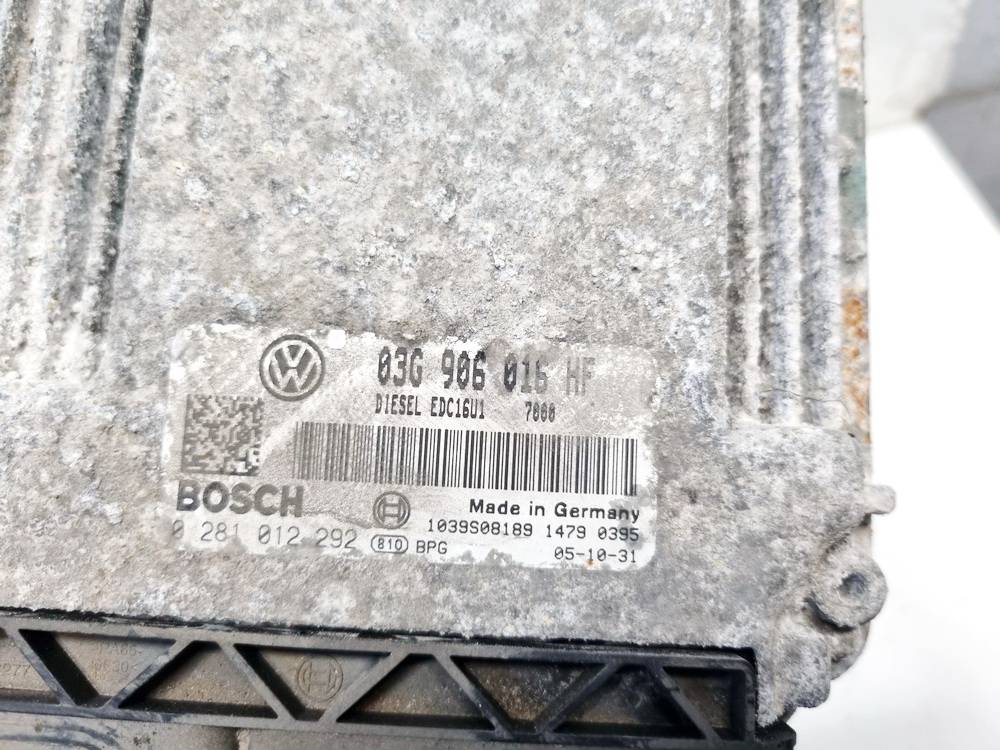 03G 906 016 HF
DIESEL EDC16U1 7000
BOSCH
Made in Germany
0 281 012 292
1039S08189 1479 0395
810 BPG
05-10-31